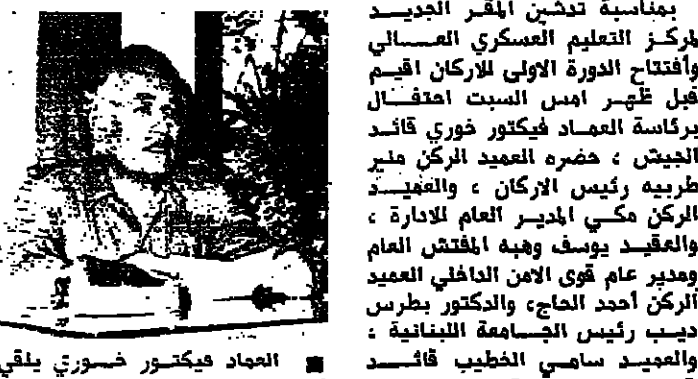 بمناسبة تدشين المقر الجديد
لمركز التعليم العسكري العالي
وأفتتاح الدورة الاولى للاركان اقيم
قبل ظهر امس السبت احتفال
برئاسة العماد فيكتور خوري قائد
الجيش ، حضره العميد الركن منير
طربيه رئيس الاركان ، والعميد
الركن مكي المدير العام للادارة ،
والعقيد يوسف وهبه المفتش العام
ومدير عام قوى الامن الداخلي العميد
الركن أحمد الحاج، والدكتور بطرس
ديب رئيس الجامعة اللبنانية ،
والعميد سامي الخطيب قائد
العماد فيكتور خوري يلقي